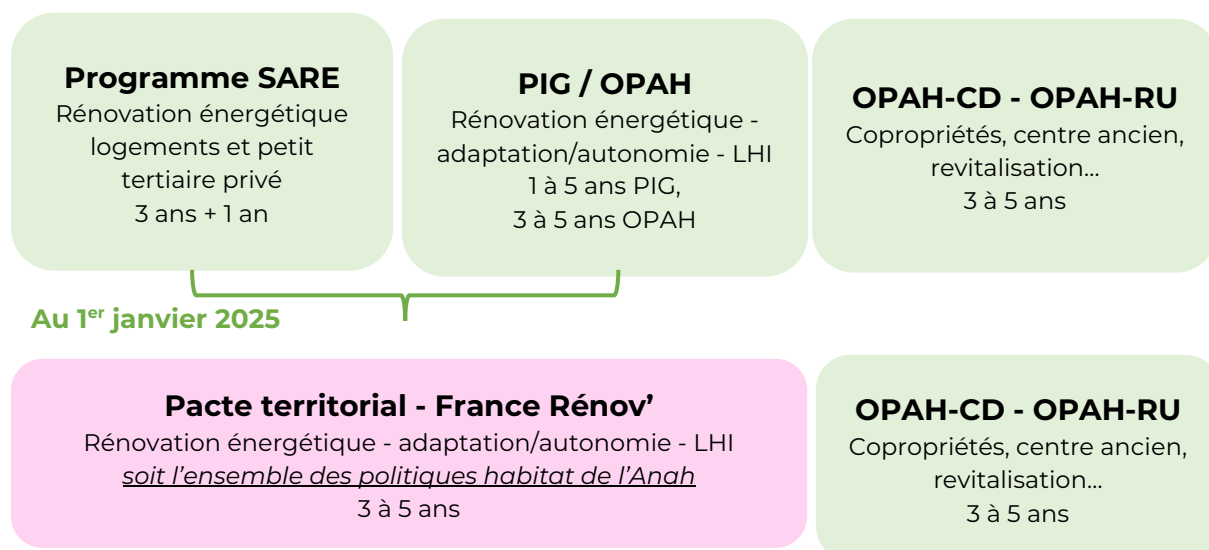 Programme SARE
Rénovation énergétique
logements et petit
tertiaire privé
3 ans + 1 an
PIG / OPAH
Rénovation énergétique -
adaptation/autonomie - LHI
1 à 5 ans PIG,
3 à 5 ans OPAH
OPAH-CD - OPAH-RU
Copropriétés, centre ancien,
revitalisation...
3 à 5 ans
Au 1er janvier 2025
Pacte territorial - France Rénov’
Rénovation énergétique - adaptation/autonomie - LHI
soit l’ensemble des politiques habitat de l’Anah
3 à 5 ans
OPAH-CD - OPAH-RU
Copropriétés, centre ancien,
revitalisation...
3 à 5 ans